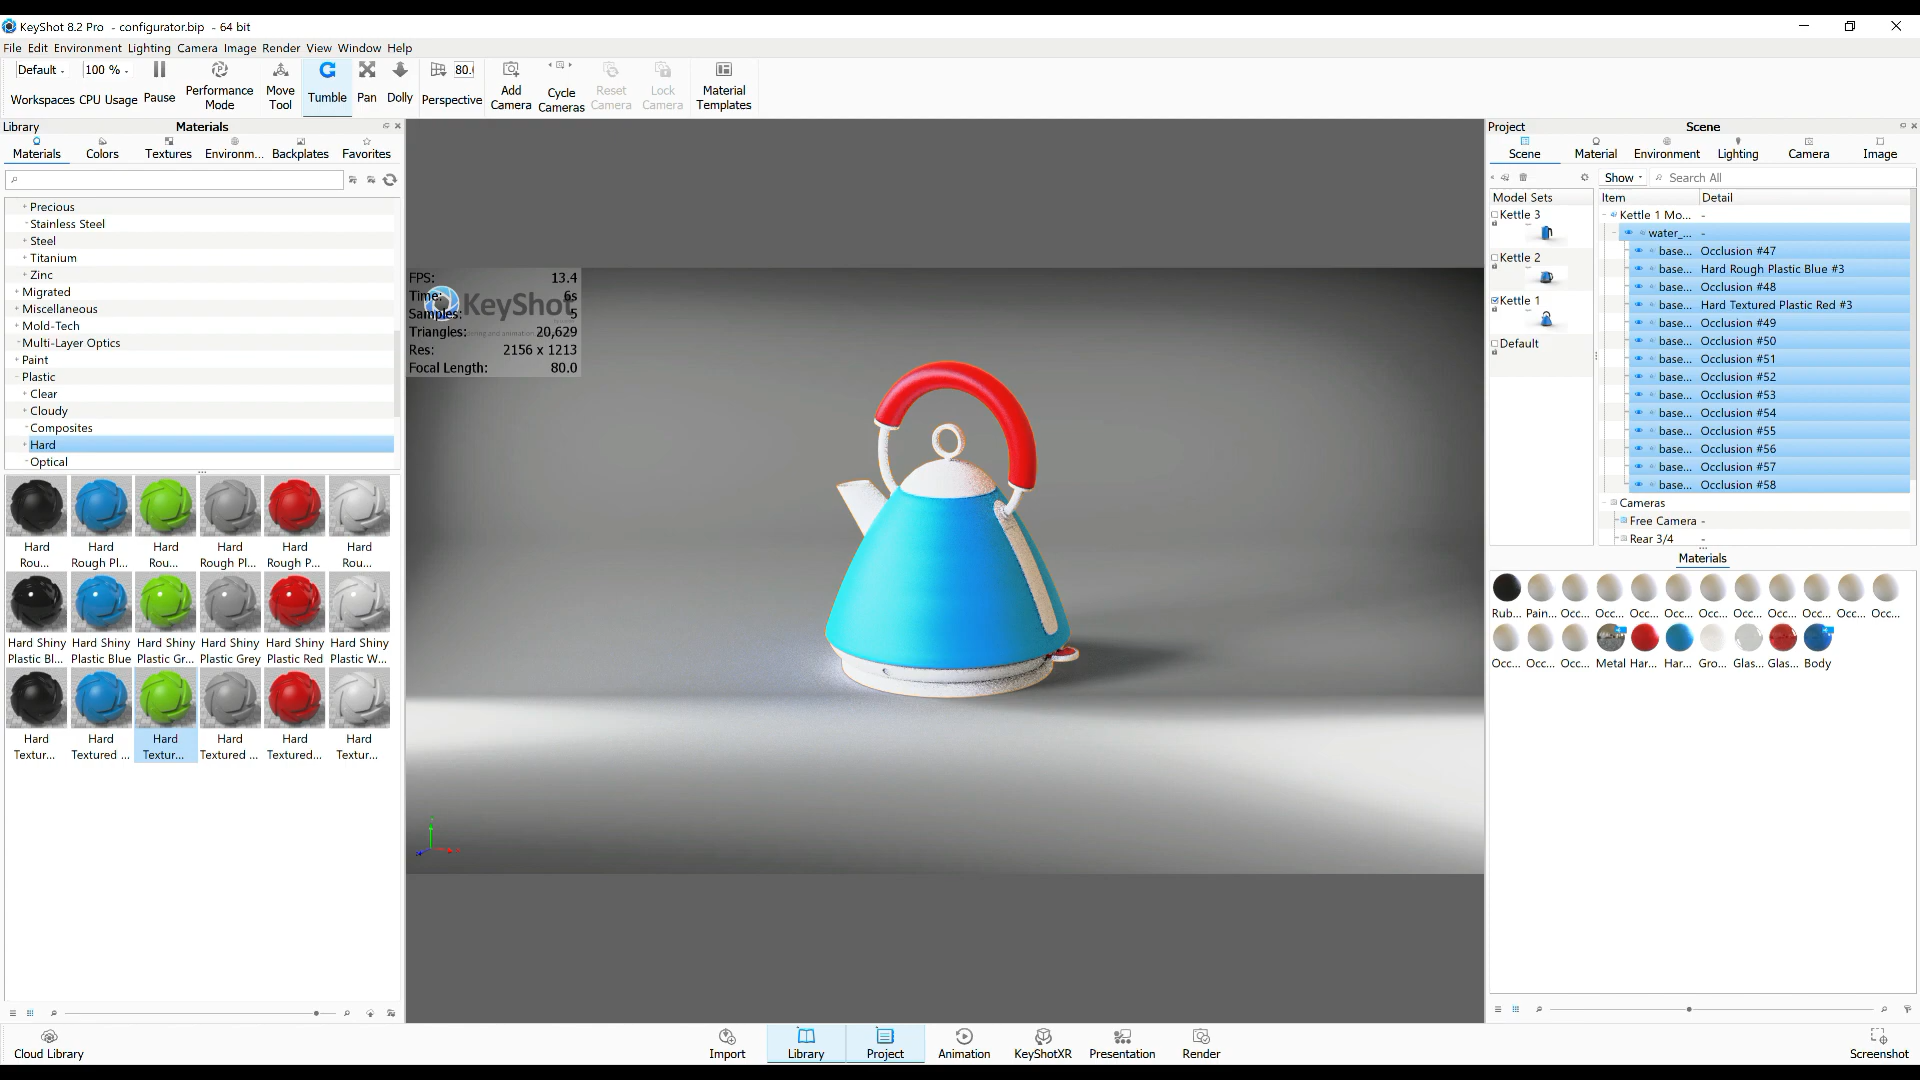 KeyShot 8.2 Pro - configurator.bip - 64 bit
File Edit Environment Lighting Camera Image Render View Window Help
Default 100 % 80.
Workspaces CPU Usage Pause Performance Mode Move Tool Tumble Pan Dolly Perspective Add Camera Cycle Cameras Reset Camera Lock Camera Material Templates
Library Materials
Materials Colors Textures Environm... Backplates Favorites
Precious
Stainless Steel
Steel
Titanium
Zinc
Migrated
Miscellaneous
Mold-Tech
Multi-Layer Optics
Paint
Plastic
Clear
Cloudy
Composites
Hard
Optical
Hard Rou... Hard Rough Pl... Hard Rou... Hard Rough Pl... Hard Rough P... Hard Rou...
Hard Shiny Plastic Bl... Hard Shiny Plastic Blue Hard Shiny Plastic Gr... Hard Shiny Plastic Grey Hard Shiny Plastic Red Hard Shiny Plastic W...
Hard Textur... Hard Textured ... Hard Textur... Hard Textured ... Hard Textured... Hard Textur...
Cloud Library
FPS: 13.4
Time: 6s
KeyShot
Samples: 5
Triangles: 20,629
Res: 2156 x 1213
Focal Length: 80.0
Project Scene
Scene Material Environment Lighting Camera Image
Show Search All
Model Sets
Kettle 3
Kettle 2
Kettle 1
Default
Item Detail
Kettle 1 Mo... -
water_... -
base... Occlusion #47
base... Hard Rough Plastic Blue #3
base... Occlusion #48
base... Hard Textured Plastic Red #3
base... Occlusion #49
base... Occlusion #50
base... Occlusion #51
base... Occlusion #52
base... Occlusion #53
base... Occlusion #54
base... Occlusion #55
base... Occlusion #56
base... Occlusion #57
base... Occlusion #58
Cameras
Free Camera -
Rear 3/4 -
Materials
Rub... Pain... Occ... Occ... Occ... Occ... Occ... Occ... Occ... Occ... Occ... Occ...
Occ... Occ... Occ... Metal Har... Har... Gro... Glas... Glas... Body
Import Library Project Animation KeyShotXR Presentation Render
Screenshot